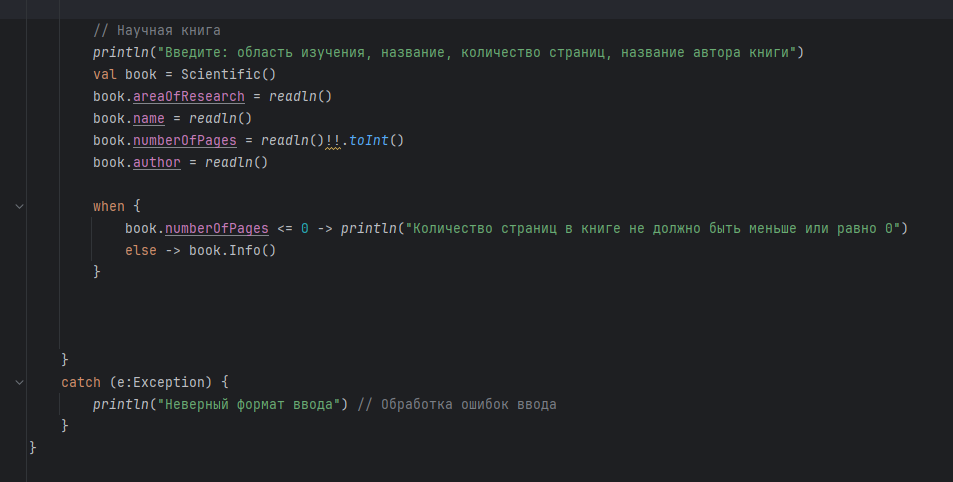 // Научная книга
println("Введите: область изучения, название, количество страниц, название автора книги")
val book = Scientific()
book.areaOfResearch = readln()
book.name = readln()
book.numberOfPages = readln()!!.toInt()
book.author = readln()
when {
book.numberOfPages <= 0 -> println("Количество страниц в книге не должно быть меньше или равно 0")
else -> book.Info()
}
}
catch (e:Exception) {
println("Неверный формат ввода") // Обработка ошибок ввода
}
}